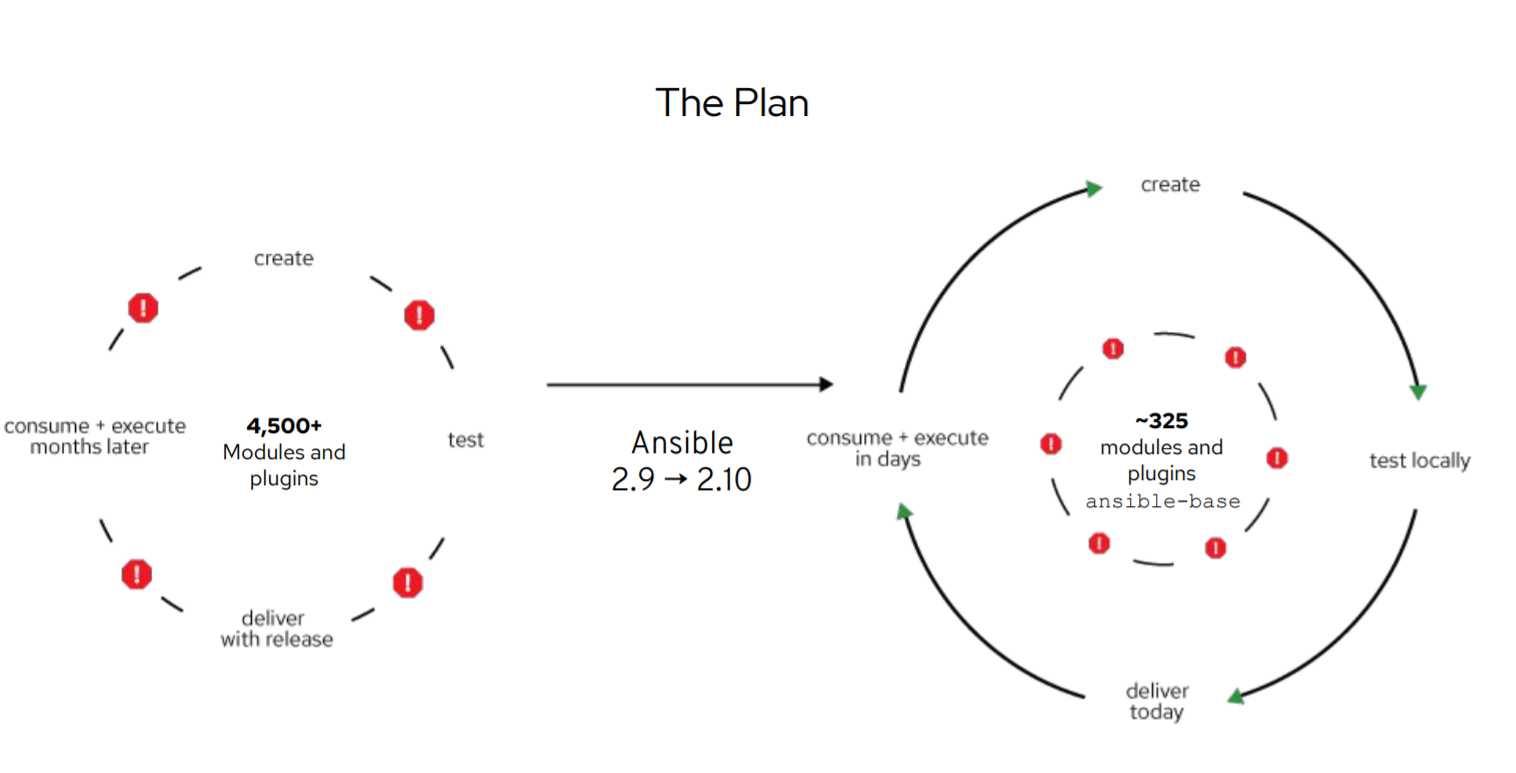 The Plan
create
consume + execute
months later
4,500+
Modules and
plugins
test
deliver
with release
Ansible
2.9 → 2.10
create
consume + execute
in days
~325
modules and
plugins
ansible-base
test locally
deliver
today